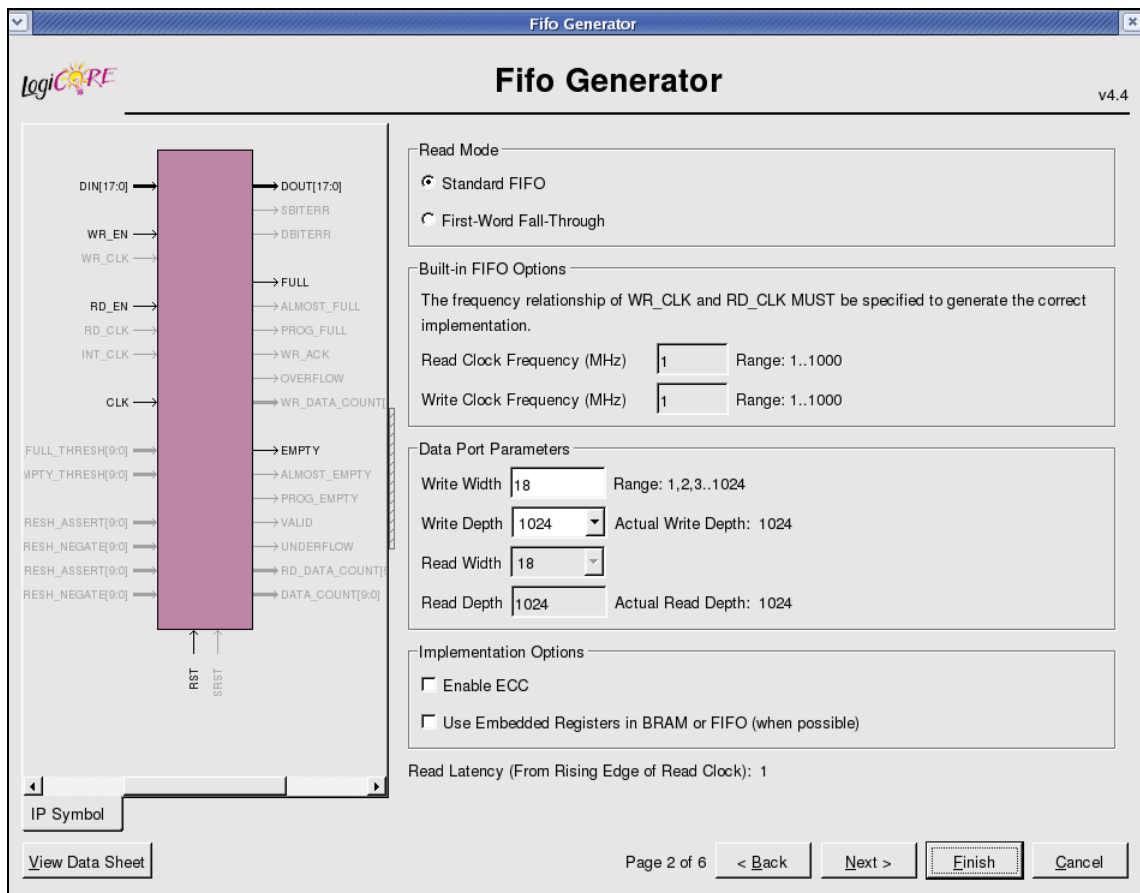 Fifo Generator
LogiCORE
Fifo Generator
v4.4
DIN[17:0]
WR_EN
WR_CLK
RD_EN
RD_CLK
INT_CLK
CLK
FULL_THRESH[9:0]
MPTY_THRESH[9:0]
RESH_ASSERT[9:0]
RESH_NEGATE[9:0]
RESH_ASSERT[9:0]
RESH_NEGATE[9:0]
DOUT[17:0]
SBITERR
DBITERR
FULL
ALMOST_FULL
PROG_FULL
WR_ACK
OVERFLOW
WR_DATA_COUNT[
EMPTY
ALMOST_EMPTY
PROG_EMPTY
VALID
UNDERFLOW
RD_DATA_COUNT[9
DATA_COUNT[9:0]
RST
SRST
IP Symbol
Read Mode
Standard FIFO
First-Word Fall-Through
Built-in FIFO Options
The frequency relationship of WR_CLK and RD_CLK MUST be specified to generate the correct
implementation.
Read Clock Frequency (MHz) 1 Range: 1..1000
Write Clock Frequency (MHz) 1 Range: 1..1000
Data Port Parameters
Write Width 18 Range: 1,2,3..1024
Write Depth 1024 Actual Write Depth: 1024
Read Width 18
Read Depth 1024 Actual Read Depth: 1024
Implementation Options
Enable ECC
Use Embedded Registers in BRAM or FIFO (when possible)
Read Latency (From Rising Edge of Read Clock): 1
View Data Sheet Page 2 of 6 < Back Next > Finish Cancel